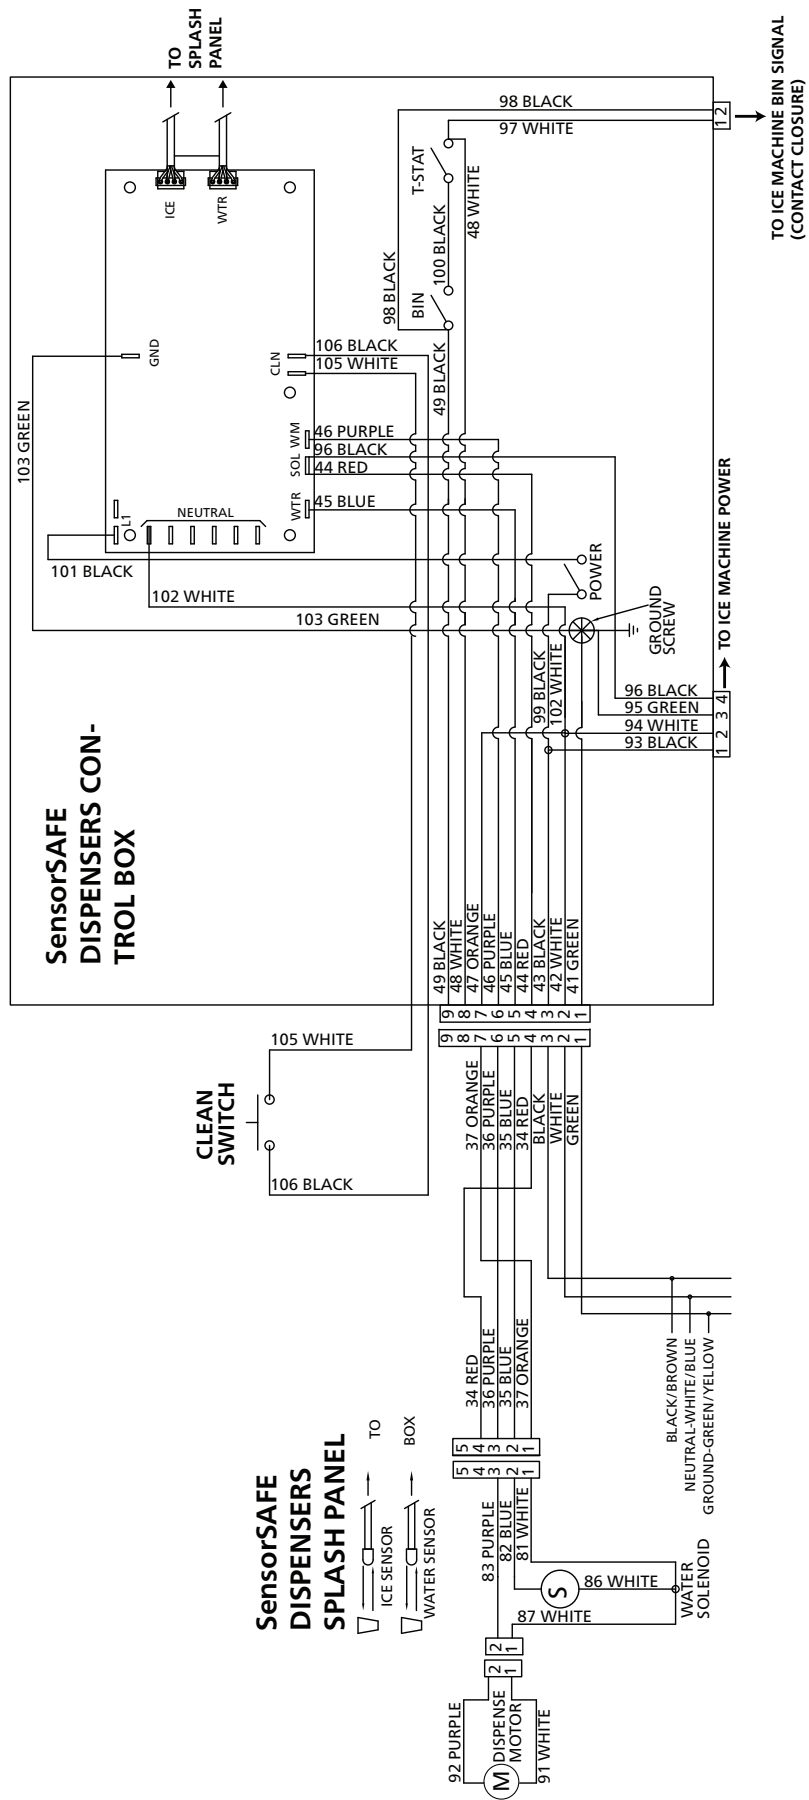 TO
SPLASH
PANEL
ICE
WTR
98 BLACK
97 WHITE
1 2
TO ICE MACHINE BIN SIGNAL
(CONTACT CLOSURE)
T-STAT
48 WHITE
100 BLACK
98 BLACK
BIN
49 BLACK
GND
CLN
106 BLACK
105 WHITE
103 GREEN
WM
46 PURPLE
SOL
96 BLACK
44 RED
WTR
45 BLUE
L1
NEUTRAL
101 BLACK
102 WHITE
103 GREEN
POWER
GROUND
SCREW
99 BLACK
102 WHITE
96 BLACK
95 GREEN
94 WHITE
93 BLACK
1 2 3 4
TO ICE MACHINE POWER
SensorSAFE
DISPENSERS CON-
TROL BOX
49 BLACK
48 WHITE
47 ORANGE
46 PURPLE
45 BLUE
44 RED
43 BLACK
42 WHITE
41 GREEN
9 8 7 6 5 4 3 2 1
9 8 7 6 5 4 3 2 1
CLEAN
SWITCH
105 WHITE
106 BLACK
37 ORANGE
36 PURPLE
35 BLUE
34 RED
BLACK
WHITE
GREEN
34 RED
36 PURPLE
35 BLUE
37 ORANGE
BLACK/BROWN
NEUTRAL-WHITE/BLUE
GROUND-GREEN/YELLOW
5 4 3 2 1
5 4 3 2 1
SensorSAFE
DISPENSERS
SPLASH PANEL
TO
BOX
ICE SENSOR
WATER SENSOR
83 PURPLE
82 BLUE
81 WHITE
S
86 WHITE
87 WHITE
WATER
SOLENOID
2 1
2 1
92 PURPLE
M
DISPENSE
MOTOR
91 WHITE